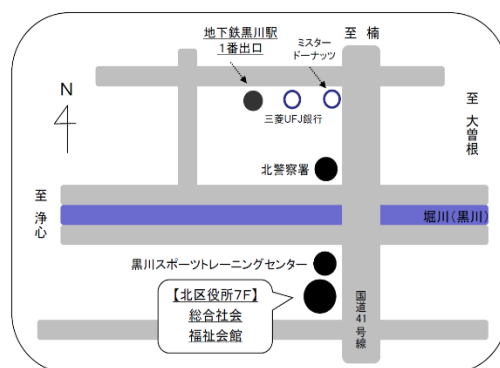 至 楠
地下鉄黒川駅
1番出口
ミスター
ドーナッツ
N
至 大曽根
三菱UFJ銀行
北警察署
至 浄心
堀川(黒川)
黒川スポーツトレーニングセンター
【北区役所7F】
総合社会
福祉会館
国道41号線